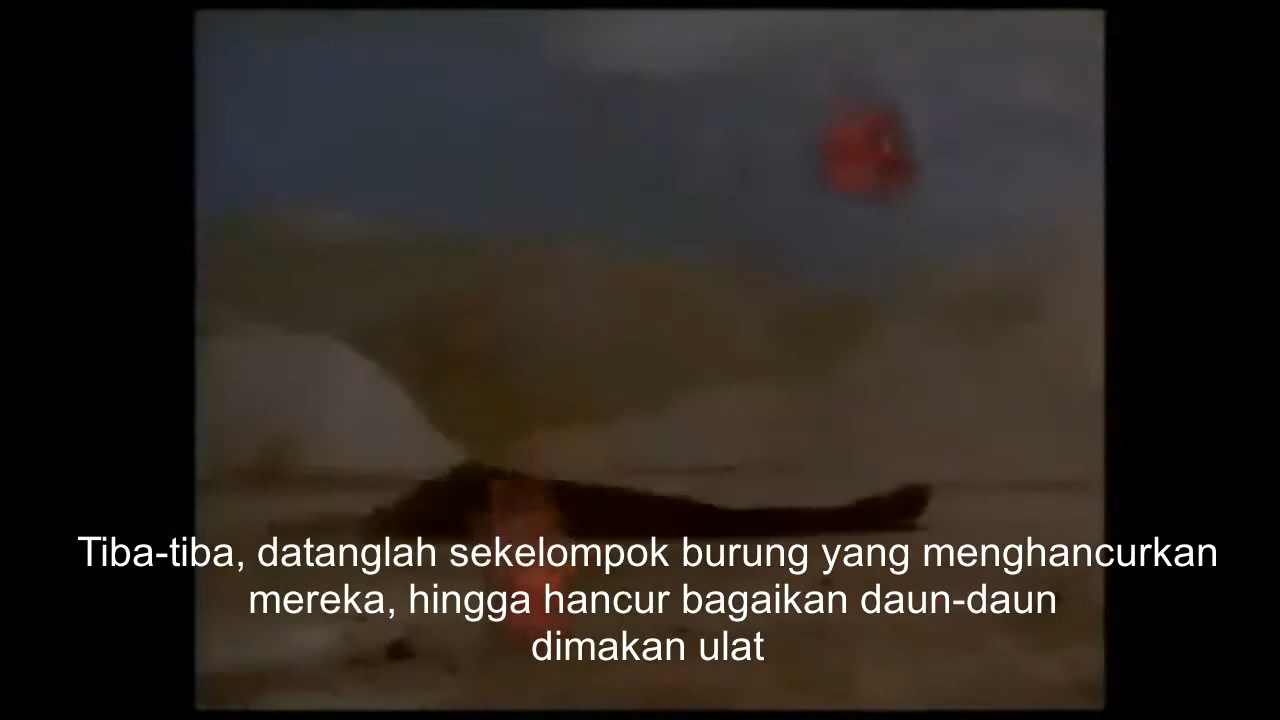 Tiba-tiba, datanglah sekelompok burung yang menghancurkan
mereka, hingga hancur bagaikan daun-daun
dimakan ulat